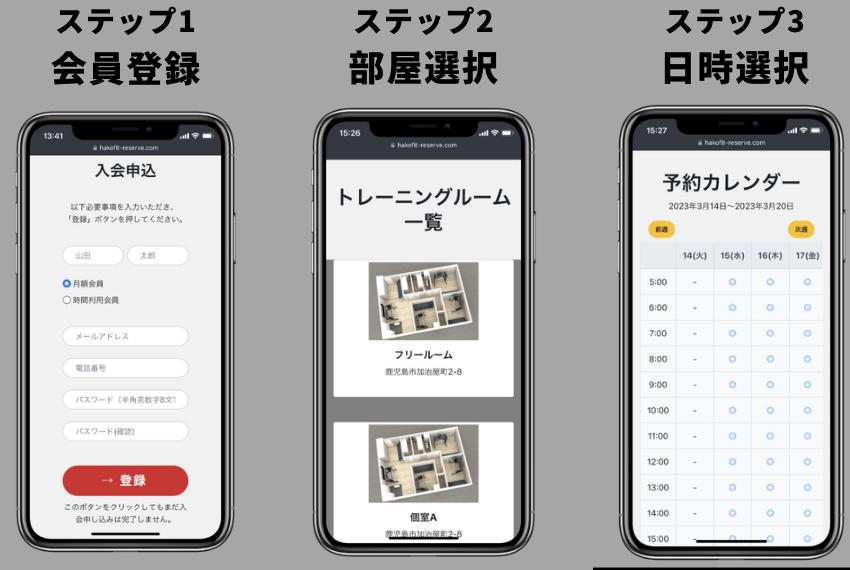 ステップ1
会員登録
13:41
hakofit-reserve.com
入会申込
以下必要事項を入力いただき、
「登録」ボタンを押してください。
山田
太郎
月額会員
時間利用会員
メールアドレス
電話番号
パスワード（半角英数字8文字
パスワード(確認)
→ 登録
このボタンをクリックしてもまだ入
会申し込みは完了しません。
ステップ2
部屋選択
15:26
hakofit-reserve.com
トレーニングルーム
一覧
フリールーム
鹿児島市加治屋町2-8
個室A
鹿児島市加治屋町2-8
ステップ3
日時選択
15:27
hakofit-reserve.com
予約カレンダー
2023年3月14日〜2023年3月20日
前週
次週
14(火) 15(水) 16(木) 17(金)
5:00 - ○ ○ ○
6:00 - ○ ○ ○
7:00 - ○ ○ ○
8:00 - ○ ○ ○
9:00 - ○ ○ ○
10:00 - ○ ○ ○
11:00 - ○ ○ ○
12:00 - ○ ○ ○
13:00 - ○ ○ ○
14:00 - ○ ○ ○
15:00 - ○ ○ ○